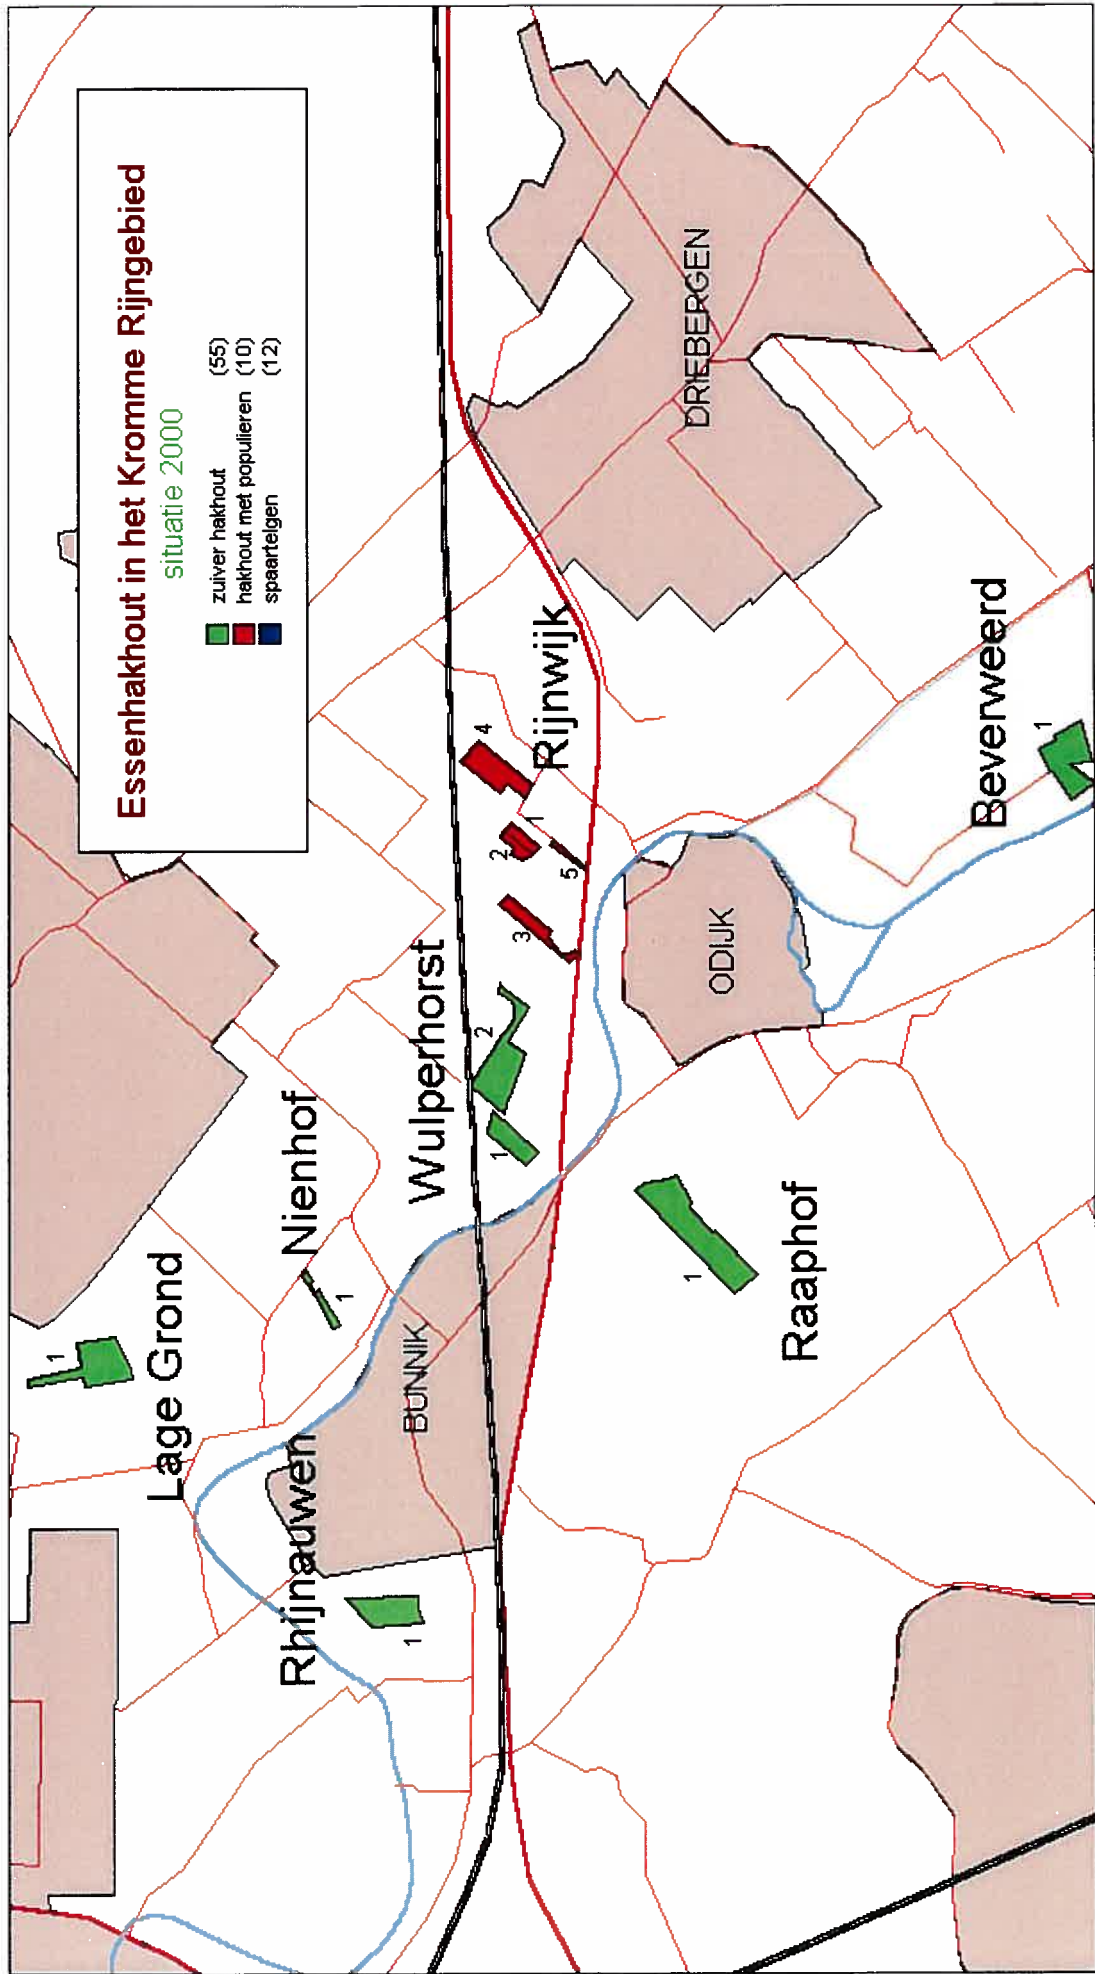 Essenhakhout in het Kromme Rijngebied
situatie 2000
zuiver hakhout (55)
hakhout met populieren (10)
spaartelgen (12)
Lage Grond
1
Nienhof
1
Rhijnauwen
1
BUNNIK
Wulperhorst
1
2
Rijnwijk
3
2
1
5
4
DRIEBERGEN
ODIJK
Raaphof
1
Beverweerd
1